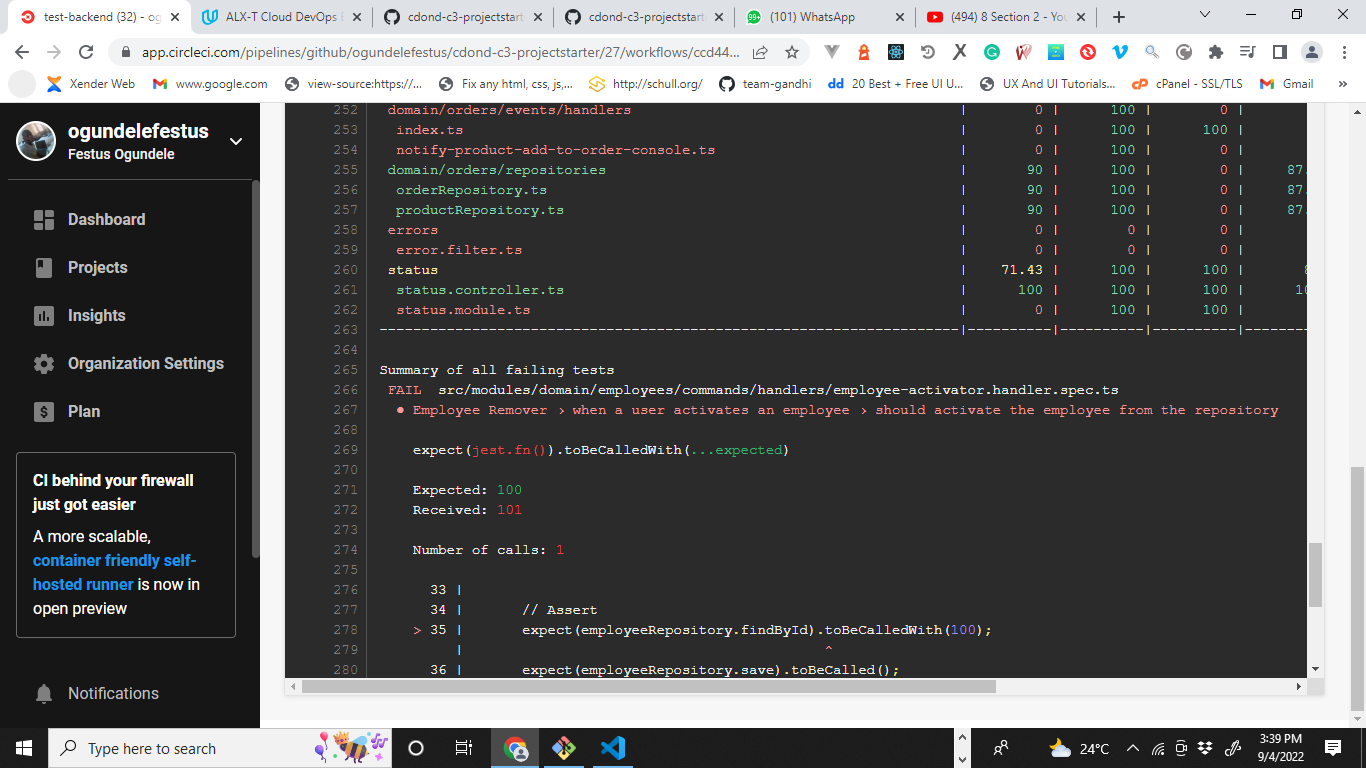 test-backend (32) - og
ALX-T Cloud DevOps E
cdond-c3-projectstart
cdond-c3-projectstart
(101) WhatsApp
(494) 8 Section 2 - You
app.circleci.com/pipelines/github/ogundelefestus/cdond-c3-projectstarter/27/workflows/ccd44...
Xender Web
www.google.com
view-source:https://...
Fix any html, css, js,...
http://schull.org/
team-gandhi
dd 20 Best + Free UI U...
UX And UI Tutorials...
cPanel - SSL/TLS
Gmail
»
ogundelefestus
Festus Ogundele
Dashboard
Projects
Insights
Organization Settings
Plan
CI behind your firewall
just got easier
A more scalable,
container friendly self-
hosted runner is now in
open preview
Notifications
252 domain/orders/events/handlers | 0 | 100 | 0 |
253 index.ts | 0 | 100 | 100 |
254 notify-product-add-to-order-console.ts | 0 | 100 | 0 |
255 domain/orders/repositories | 90 | 100 | 0 | 87.
256 orderRepository.ts | 90 | 100 | 0 | 87.
257 productRepository.ts | 90 | 100 | 0 | 87.
258 errors | 0 | 0 | 0 |
259 error.filter.ts | 0 | 0 | 0 |
260 status | 71.43 | 100 | 100 |
261 status.controller.ts | 100 | 100 | 100 | 10
262 status.module.ts | 0 | 100 | 100 |
263 ---------------------------------------------------------------------|----------|----------|----------|--------
264
265 Summary of all failing tests
266 FAIL src/modules/domain/employees/commands/handlers/employee-activator.handler.spec.ts
267 ● Employee Remover › when a user activates an employee › should activate the employee from the repository
268
269 expect(jest.fn()).toBeCalledWith(...expected)
270
271 Expected: 100
272 Received: 101
273
274 Number of calls: 1
275
276 33 |
277 34 | // Assert
278 > 35 | expect(employeeRepository.findById).toBeCalledWith(100);
279 | ^
280 36 | expect(employeeRepository.save).toBeCalled();
Type here to search
24°C
3:39 PM
9/4/2022